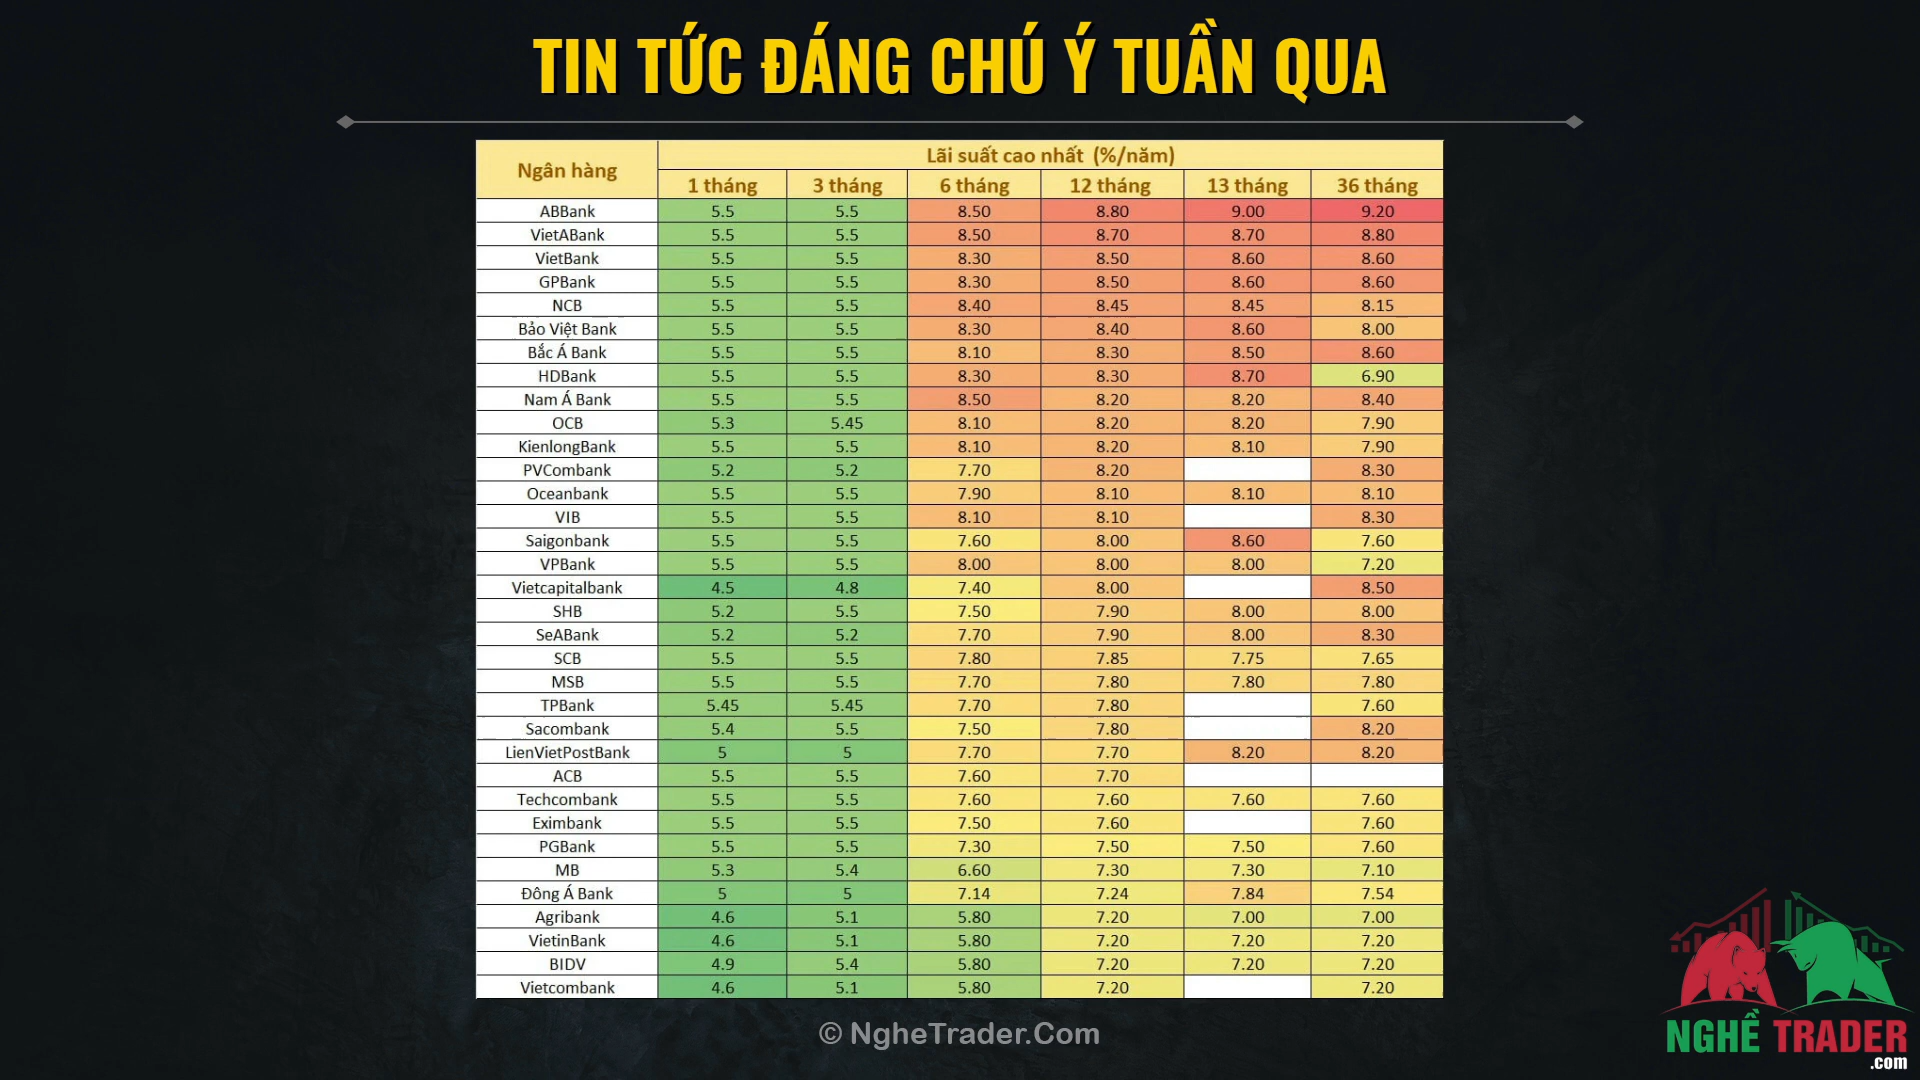 TIN TỨC ĐÁNG CHÚ Ý TUẦN QUA
Ngân hàng Lãi suất cao nhất (%/năm)
1 tháng 3 tháng 6 tháng 12 tháng 13 tháng 36 tháng
ABBank 5.5 5.5 8.50 8.80 9.00 9.20
VietABank 5.5 5.5 8.50 8.70 8.70 8.80
VietBank 5.5 5.5 8.30 8.50 8.60 8.60
GPBank 5.5 5.5 8.30 8.50 8.60 8.60
NCB 5.5 5.5 8.40 8.45 8.45 8.15
Bảo Việt Bank 5.5 5.5 8.30 8.40 8.60 8.00
Bắc Á Bank 5.5 5.5 8.10 8.30 8.50 8.60
HDBank 5.5 5.5 8.30 8.30 8.70 6.90
Nam Á Bank 5.5 5.5 8.50 8.20 8.20 8.40
OCB 5.3 5.45 8.10 8.20 8.20 7.90
KienlongBank 5.5 5.5 8.10 8.20 8.10 7.90
PVCombank 5.2 5.2 7.70 8.20 8.30
Oceanbank 5.5 5.5 7.90 8.10 8.10 8.10
VIB 5.5 5.5 8.10 8.10 8.30
Saigonbank 5.5 5.5 7.60 8.00 8.60 7.60
VPBank 5.5 5.5 8.00 8.00 8.00 7.20
Vietcapitalbank 4.5 4.8 7.40 8.00 8.50
SHB 5.2 5.5 7.50 7.90 8.00 8.00
SeABank 5.2 5.2 7.70 7.90 8.00 8.30
SCB 5.5 5.5 7.80 7.85 7.75 7.65
MSB 5.5 5.5 7.70 7.80 7.80 7.80
TPBank 5.45 5.45 7.70 7.80 7.60
Sacombank 5.4 5.5 7.50 7.80 8.20
LienVietPostBank 5 5 7.70 7.70 8.20 8.20
ACB 5.5 5.5 7.60 7.70
Techcombank 5.5 5.5 7.60 7.60 7.60 7.60
Eximbank 5.5 5.5 7.50 7.60 7.60
PGBank 5.5 5.5 7.30 7.50 7.50 7.60
MB 5.3 5.4 6.60 7.30 7.30 7.10
Đông Á Bank 5 5 7.14 7.24 7.84 7.54
Agribank 4.6 5.1 5.80 7.20 7.00 7.00
VietinBank 4.6 5.1 5.80 7.20 7.20 7.20
BIDV 4.9 5.4 5.80 7.20 7.20 7.20
Vietcombank 4.6 5.1 5.80 7.20 7.20
© NgheTrader.Com
NGHỀ TRADER
.com